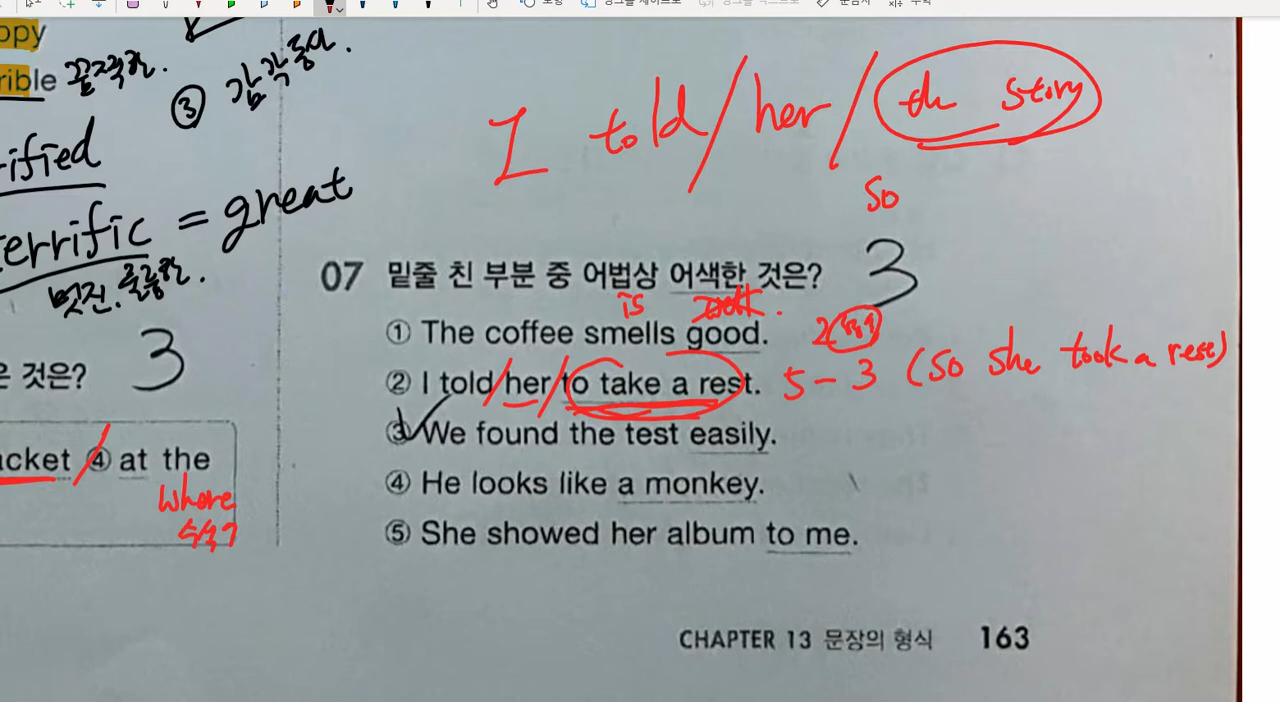 ppy
rible 끔찍한.
③ 감각동사.
rified
terrific = great
멋진. 훌륭한.
은 것은? 3
acket ④ at the
where
I told / her / the story
so
07 밑줄 친 부분 중 어법상 어색한 것은? 3
is
① The coffee smells good.
② I told / her / to take a rest. 5-3 (so she took a rest)
③ We found the test easily.
④ He looks like a monkey.
⑤ She showed her album to me.
CHAPTER 13 문장의 형식 163